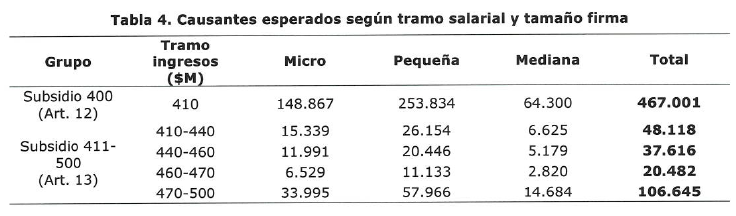 Tabla 4. Causantes esperados según tramo salarial y tamaño firma
Grupo Tramo ingresos ($M) Micro Pequeña Mediana Total
Subsidio 400 (Art. 12) 410 148.867 253.834 64.300 467.001
Subsidio 411-500 (Art. 13) 410-440 15.339 26.154 6.625 48.118
440-460 11.991 20.446 5.179 37.616
460-470 6.529 11.133 2.820 20.482
470-500 33.995 57.966 14.684 106.645